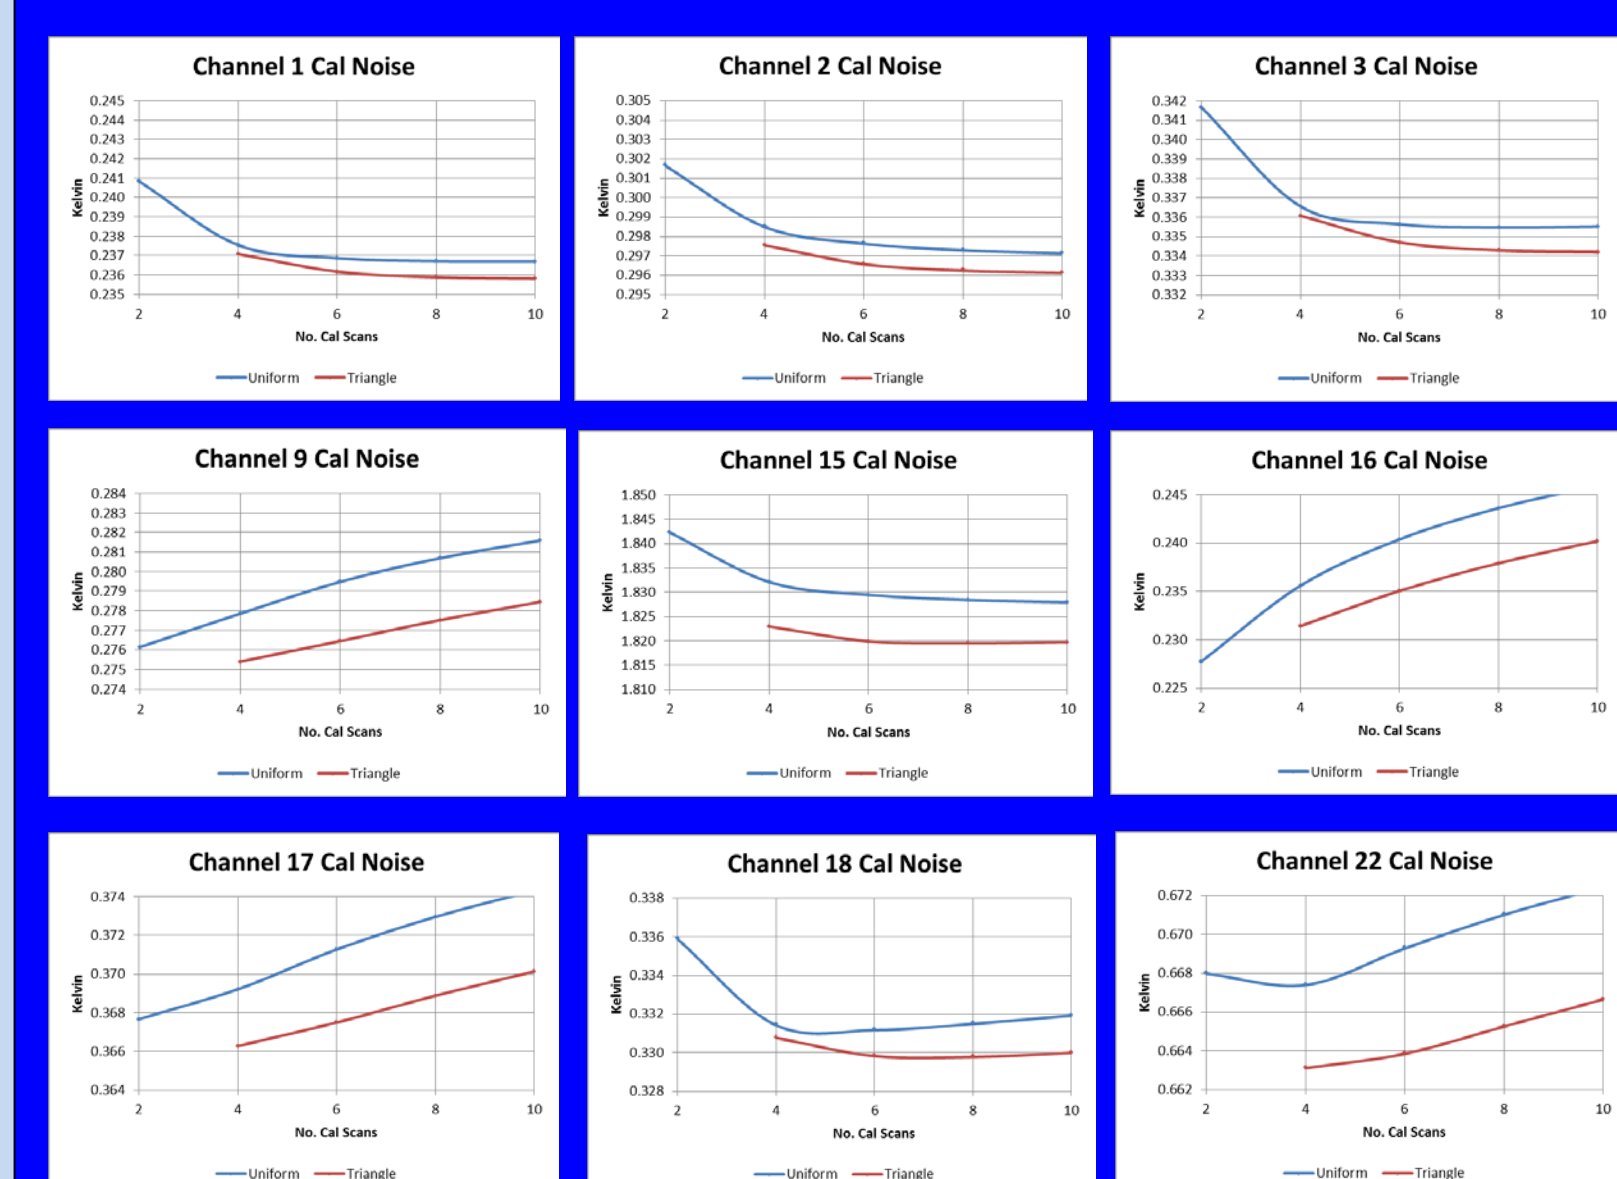 Channel 1 Cal Noise
0.245
0.244
0.243
0.242
0.241
0.240
0.239
0.238
0.237
0.236
0.235
Kelvin
2 4 6 8 10
No. Cal Scans
Uniform Triangle
Channel 2 Cal Noise
0.305
0.304
0.303
0.302
0.301
0.300
0.299
0.298
0.297
0.296
0.295
Kelvin
2 4 6 8 10
No. Cal Scans
Uniform Triangle
Channel 3 Cal Noise
0.342
0.341
0.340
0.339
0.338
0.337
0.336
0.335
0.334
0.333
0.332
Kelvin
2 4 6 8 10
No. Cal Scans
Uniform Triangle
Channel 9 Cal Noise
0.284
0.283
0.282
0.281
0.280
0.279
0.278
0.277
0.276
0.275
0.274
Kelvin
2 4 6 8 10
No. Cal Scans
Uniform Triangle
Channel 15 Cal Noise
1.850
1.845
1.840
1.835
1.830
1.825
1.820
1.815
1.810
Kelvin
2 4 6 8 10
No. Cal Scans
Uniform Triangle
Channel 16 Cal Noise
0.245
0.240
0.235
0.230
0.225
Kelvin
2 4 6 8 10
No. Cal Scans
Uniform Triangle
Channel 17 Cal Noise
0.374
0.372
0.370
0.368
0.366
0.364
Kelvin
2 4 6 8 10
No. Cal Scans
Uniform Triangle
Channel 18 Cal Noise
0.338
0.336
0.334
0.332
0.330
0.328
Kelvin
2 4 6 8 10
No. Cal Scans
Uniform Triangle
Channel 22 Cal Noise
0.672
0.670
0.668
0.666
0.664
0.662
Kelvin
2 4 6 8 10
No. Cal Scans
Uniform Triangle